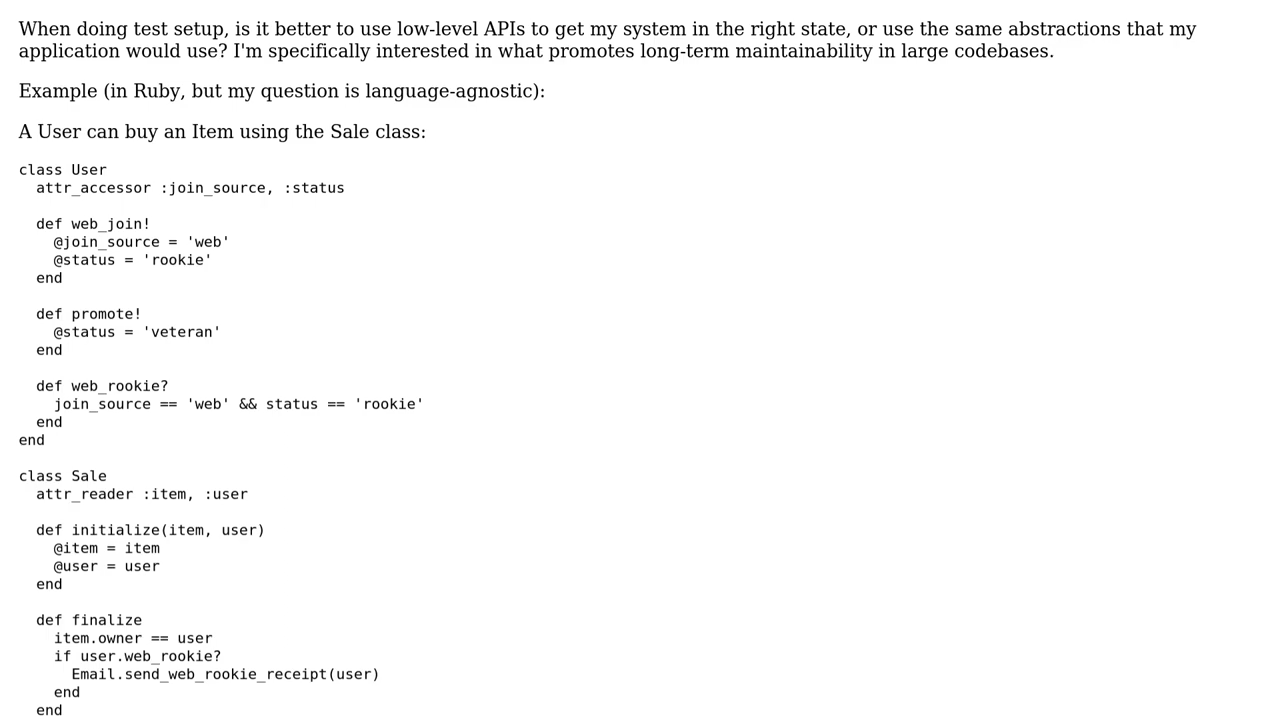 When doing test setup, is it better to use low-level APIs to get my system in the right state, or use the same abstractions that my
application would use? I'm specifically interested in what promotes long-term maintainability in large codebases.
Example (in Ruby, but my question is language-agnostic):
A User can buy an Item using the Sale class:
class User
  attr_accessor :join_source, :status

  def web_join!
    @join_source = 'web'
    @status = 'rookie'
  end

  def promote!
    @status = 'veteran'
  end

  def web_rookie?
    join_source == 'web' && status == 'rookie'
  end
end

class Sale
  attr_reader :item, :user

  def initialize(item, user)
    @item = item
    @user = user
  end

  def finalize
    item.owner == user
    if user.web_rookie?
      Email.send_web_rookie_receipt(user)
    end
  end